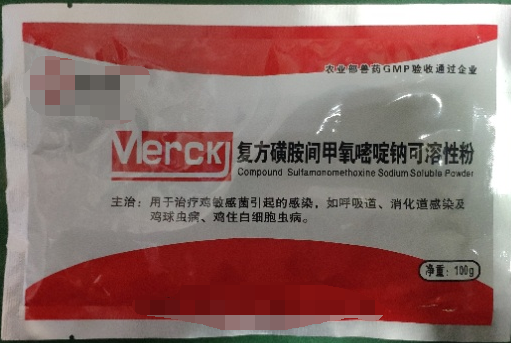 农业部兽药GMP验收通过企业
Merck 复方磺胺间甲氧嘧啶钠可溶性粉
Compound Sulfamonomethoxine Sodium Soluble Powder
主治：用于治疗鸡敏感菌引起的感染，如呼吸道、消化道感染及
鸡球虫病、鸡住白细胞虫病。
净重：100g